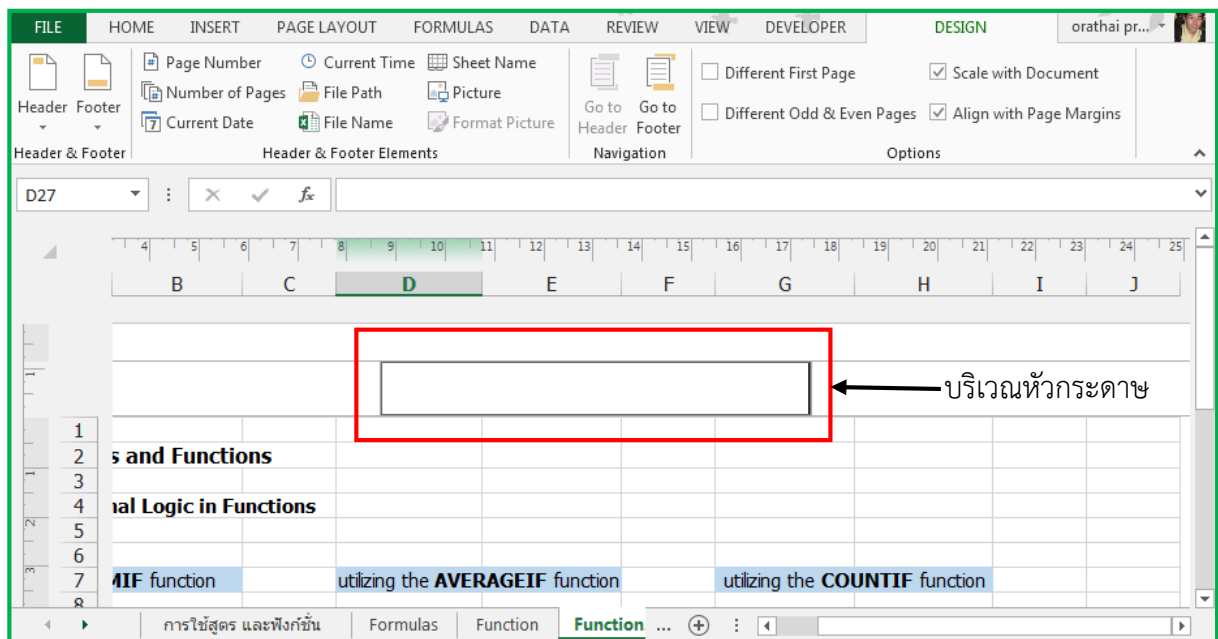 FILE HOME INSERT PAGE LAYOUT FORMULAS DATA REVIEW VIEW DEVELOPER DESIGN orathai pr...
Page Number Current Time Sheet Name Different First Page Scale with Document
Number of Pages File Path Picture
Header Footer Go to Header Go to Footer
Current Date File Name Format Picture Different Odd & Even Pages Align with Page Margins
Header & Footer Header & Footer Elements Navigation Options
D27 fx
4 5 6 7 8 9 10 11 12 13 14 15 16 17 18 19 20 21 22 23 24 25
B C D E F G H I J
1
บริเวณหัวกระดาษ
1
2 s and Functions
1
3
4 nal Logic in Functions
2
5
6
3
7 MIF function utilizing the AVERAGEIF function utilizing the COUNTIF function
8
การใช้สูตร และฟังก์ชั่น Formulas Function Function ...